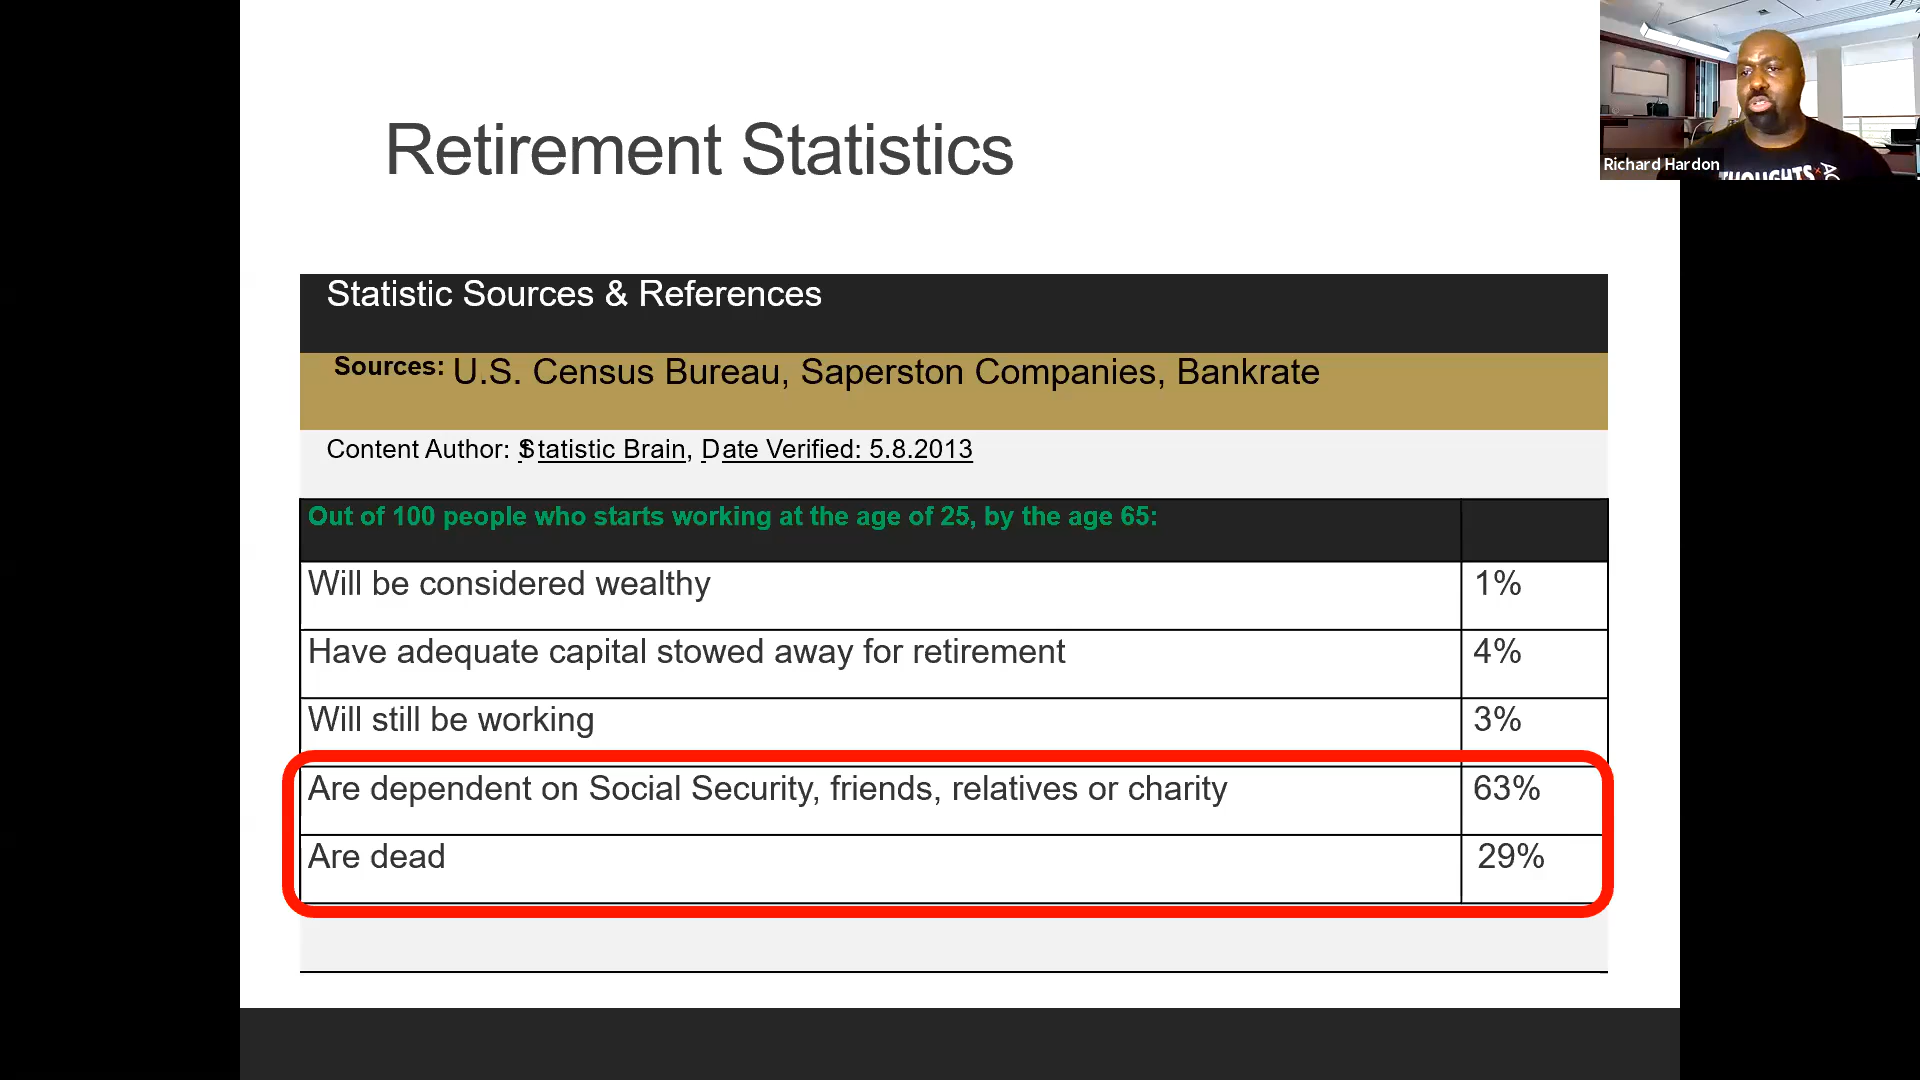 Retirement Statistics
Richard Hardon
THOUGHTS
Statistic Sources & References
Sources: U.S. Census Bureau, Saperston Companies, Bankrate
Content Author: Statistic Brain, Date Verified: 5.8.2013
Out of 100 people who starts working at the age of 25, by the age 65:
Will be considered wealthy 1%
Have adequate capital stowed away for retirement 4%
Will still be working 3%
Are dependent on Social Security, friends, relatives or charity 63%
Are dead 29%